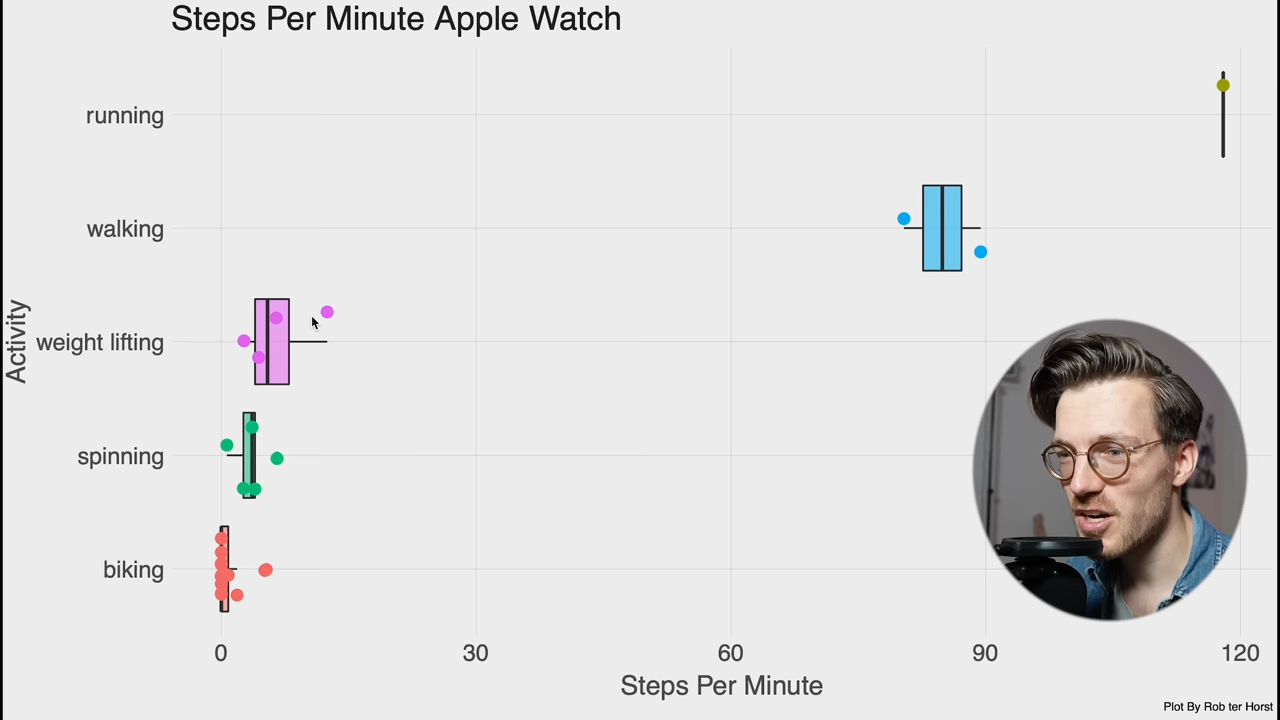 Steps Per Minute Apple Watch
running
walking
weight lifting
spinning
biking
Activity
0 30 60 90 120
Steps Per Minute
Plot By Rob ter Horst